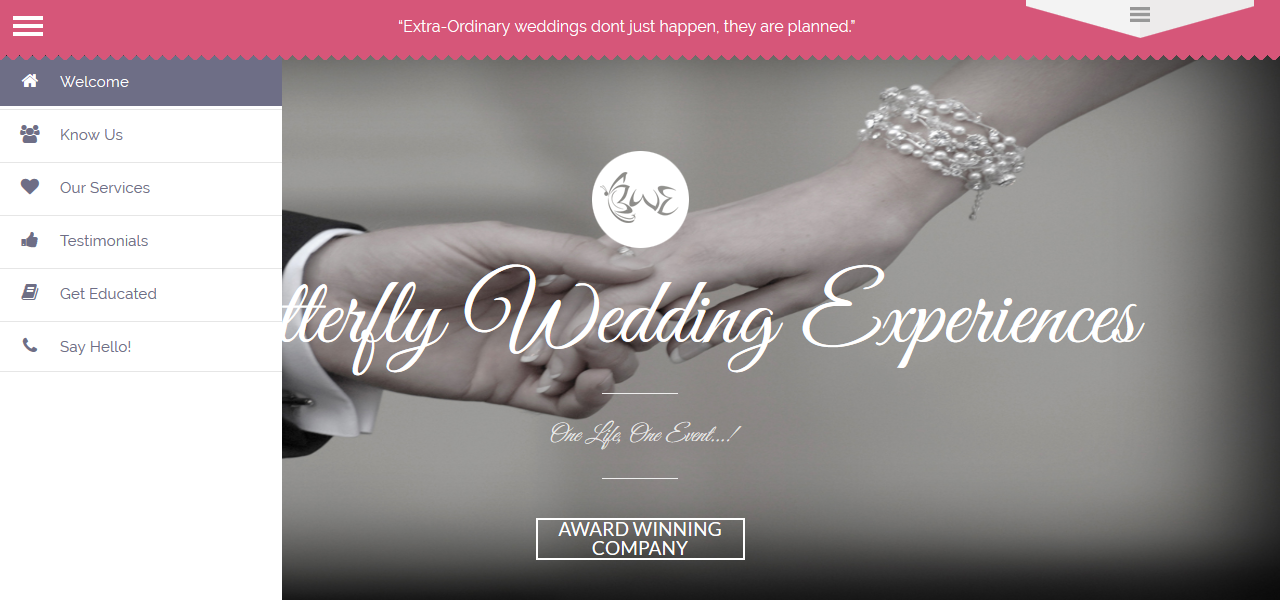 “Extra-Ordinary weddings dont just happen, they are planned.”
Welcome
Know Us
Our Services
Testimonials
Get Educated
Say Hello!
BWE
tterfly Wedding Experiences
One Life, One Event...!
AWARD WINNING
COMPANY